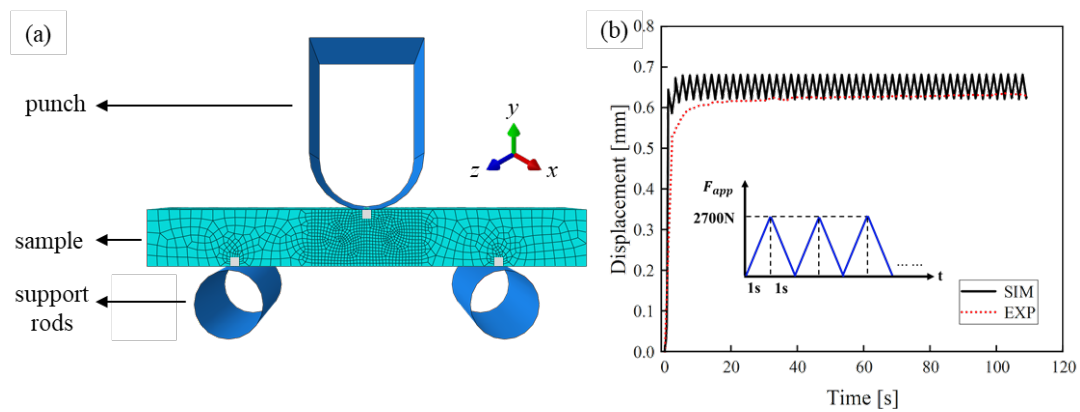 (a)
punch
sample
support
rods
y
z
x
(b)
Displacement [mm]
0.8
0.7
0.6
0.5
0.4
0.3
0.2
0.1
0.0
F_app
2700N
1s 1s
... ...
t
SIM
EXP
0 20 40 60 80 100 120
Time [s]